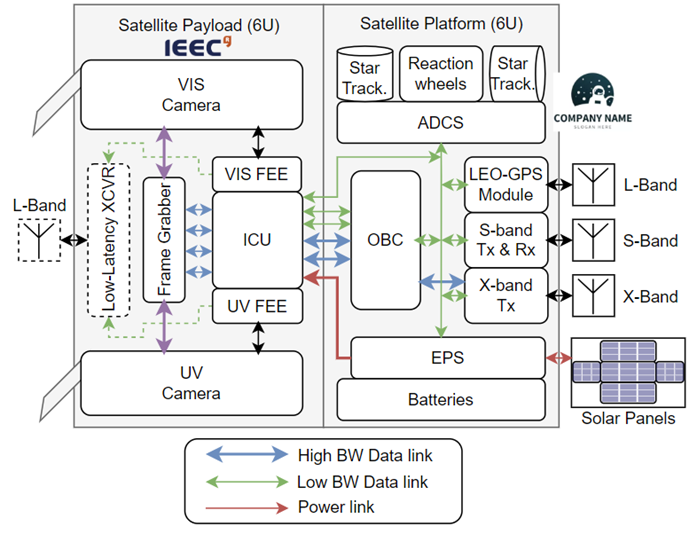 Satellite Payload (6U)
IEEC
Satellite Platform (6U)
Star
Track.
Reaction
wheels
Star
Track.
VIS
Camera
ADCS
COMPANY NAME
SLOGAN HERE
VIS FEE
LEO-GPS
Module
L-Band
L-Band
Low-Latency XCVR
Frame Grabber
ICU
OBC
S-band
Tx & Rx
S-Band
X-band
Tx
X-Band
UV FEE
UV
Camera
EPS
Batteries
Solar Panels
High BW Data link
Low BW Data link
Power link